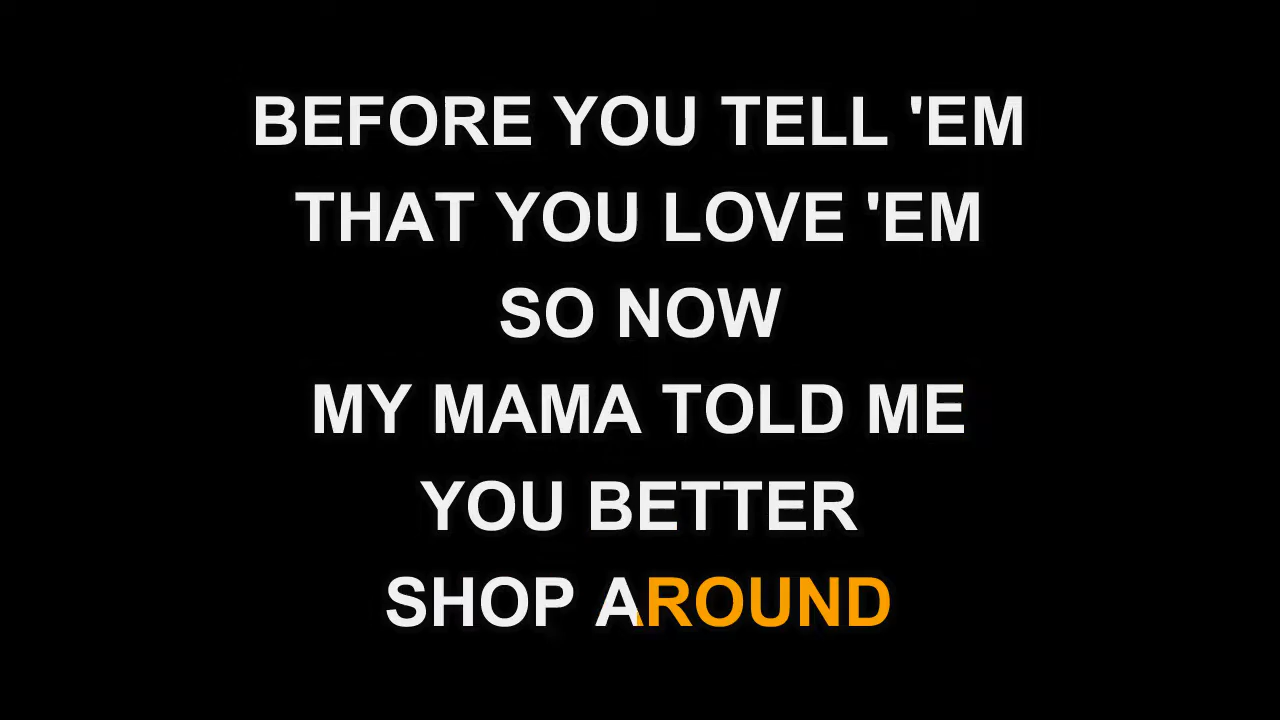 BEFORE YOU TELL 'EM
THAT YOU LOVE 'EM
SO NOW
MY MAMA TOLD ME
YOU BETTER
SHOP AROUND